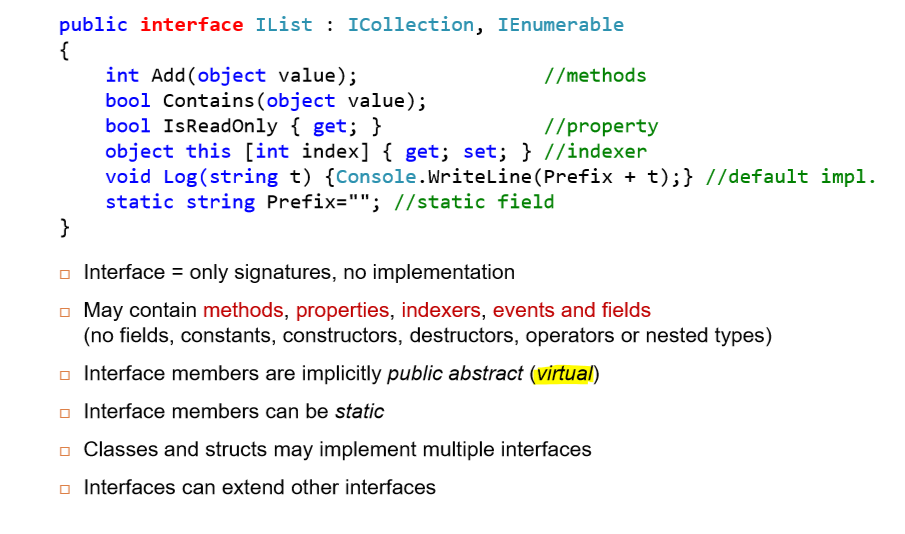 public interface IList : ICollection, IEnumerable
{
int Add(object value); //methods
bool Contains(object value);
bool IsReadOnly { get; } //property
object this [int index] { get; set; } //indexer
void Log(string t) {Console.WriteLine(Prefix + t);} //default impl.
static string Prefix=""; //static field
}
Interface = only signatures, no implementation
May contain methods, properties, indexers, events and fields
(no fields, constants, constructors, destructors, operators or nested types)
Interface members are implicitly public abstract (virtual)
Interface members can be static
Classes and structs may implement multiple interfaces
Interfaces can extend other interfaces